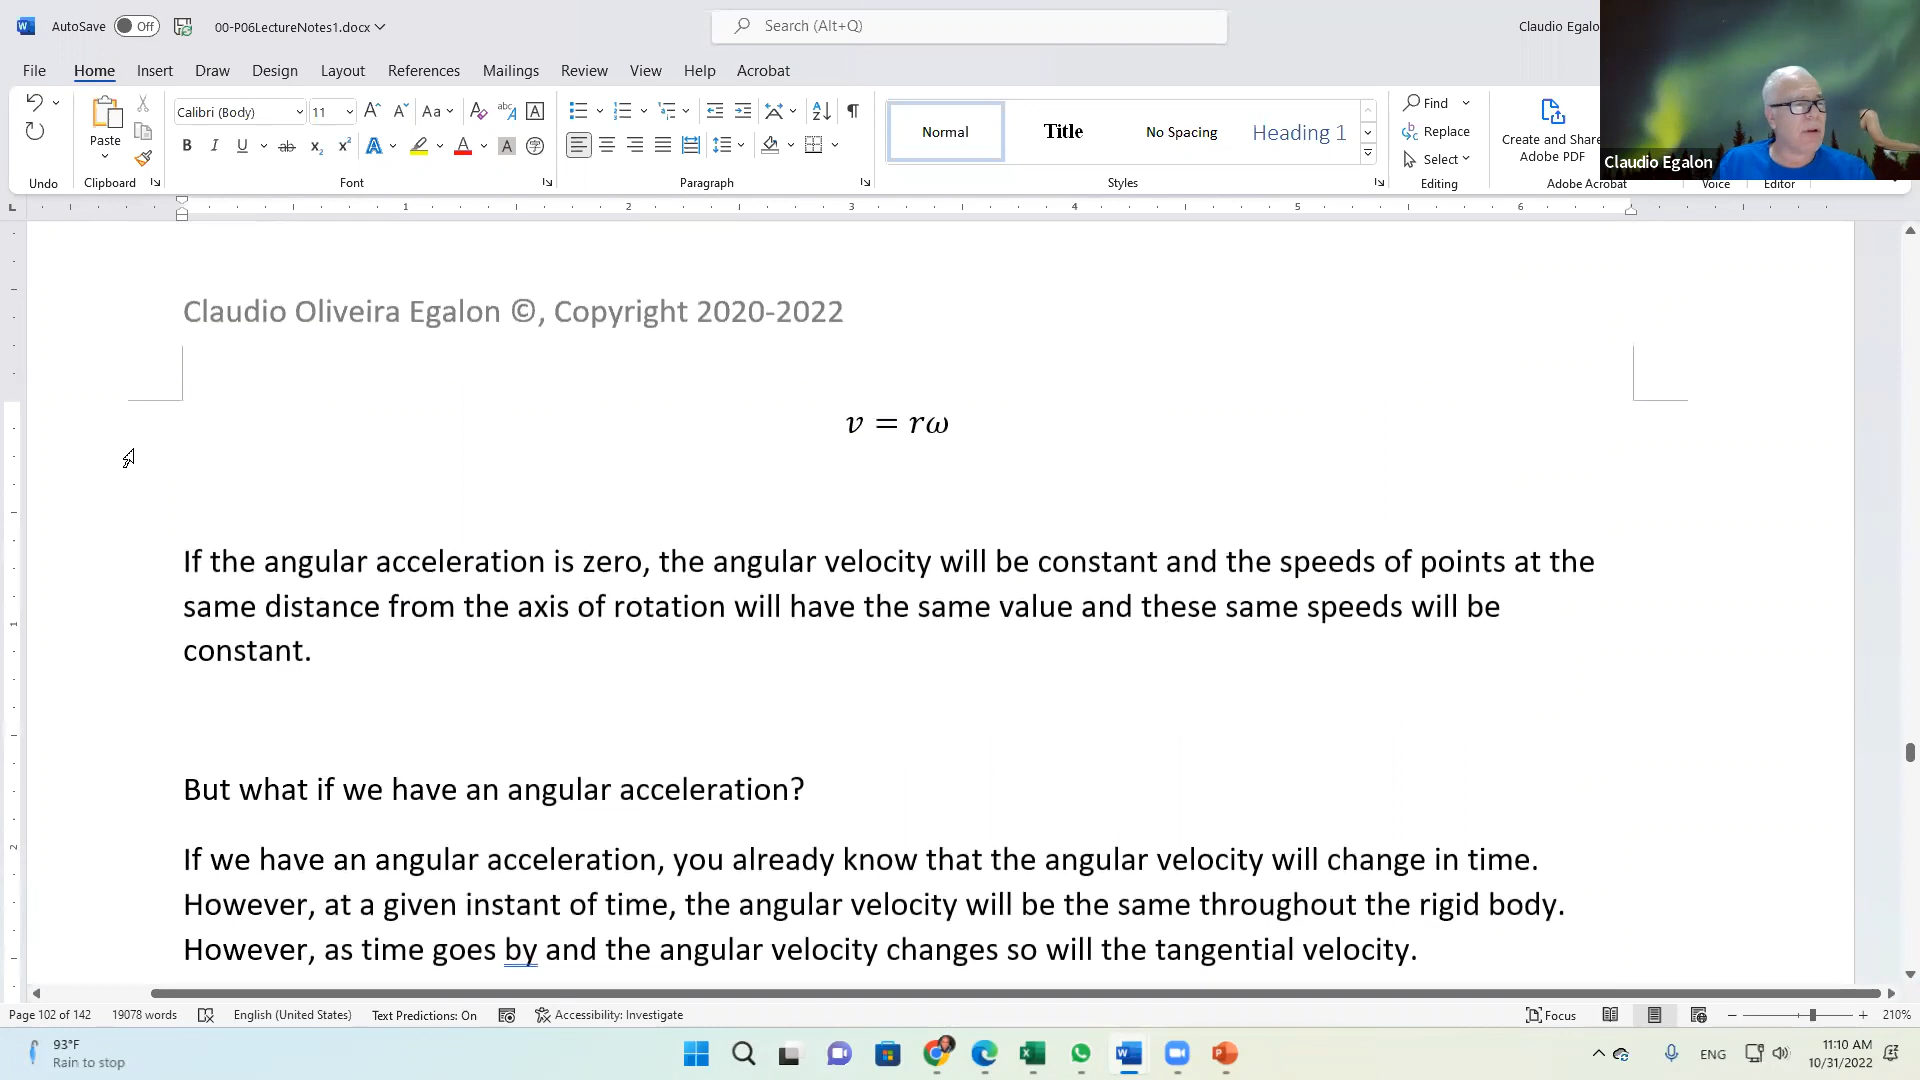 AutoSave Off 00-P06LectureNotes1.docx Search (Alt+Q) Claudio Egalo
File Home Insert Draw Design Layout References Mailings Review View Help Acrobat
Calibri (Body) 11 Aa
Paste
Normal Title No Spacing Heading 1
Find
Replace
Select
Create and Share
Adobe PDF
Claudio Egalon
Undo Clipboard Font Paragraph Styles Editing Adobe Acrobat Voice Editor
1 2 3 4 5 6
Claudio Oliveira Egalon ©, Copyright 2020-2022
v = rω
If the angular acceleration is zero, the angular velocity will be constant and the speeds of points at the
same distance from the axis of rotation will have the same value and these same speeds will be
constant.
But what if we have an angular acceleration?
If we have an angular acceleration, you already know that the angular velocity will change in time.
However, at a given instant of time, the angular velocity will be the same throughout the rigid body.
However, as time goes by and the angular velocity changes so will the tangential velocity.
Page 102 of 142 19078 words English (United States) Text Predictions: On Accessibility: Investigate Focus 210%
93°F
Rain to stop
ENG
11:10 AM
10/31/2022